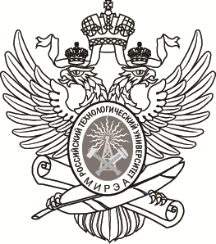 РОССИЙСКИЙ ТЕХНОЛОГИЧЕСКИЙ УНИВЕРСИТЕТ
МИРЭА